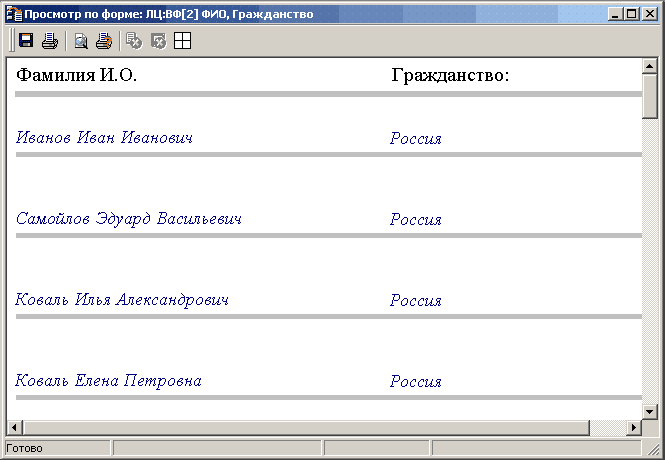 Просмотр по форме: ЛЦ:ВФ[2] ФИО, Гражданство
Фамилия И.О. Гражданство:
Иванов Иван Иванович Россия
Самойлов Эдуард Васильевич Россия
Коваль Илья Александрович Россия
Коваль Елена Петровна Россия
Готово